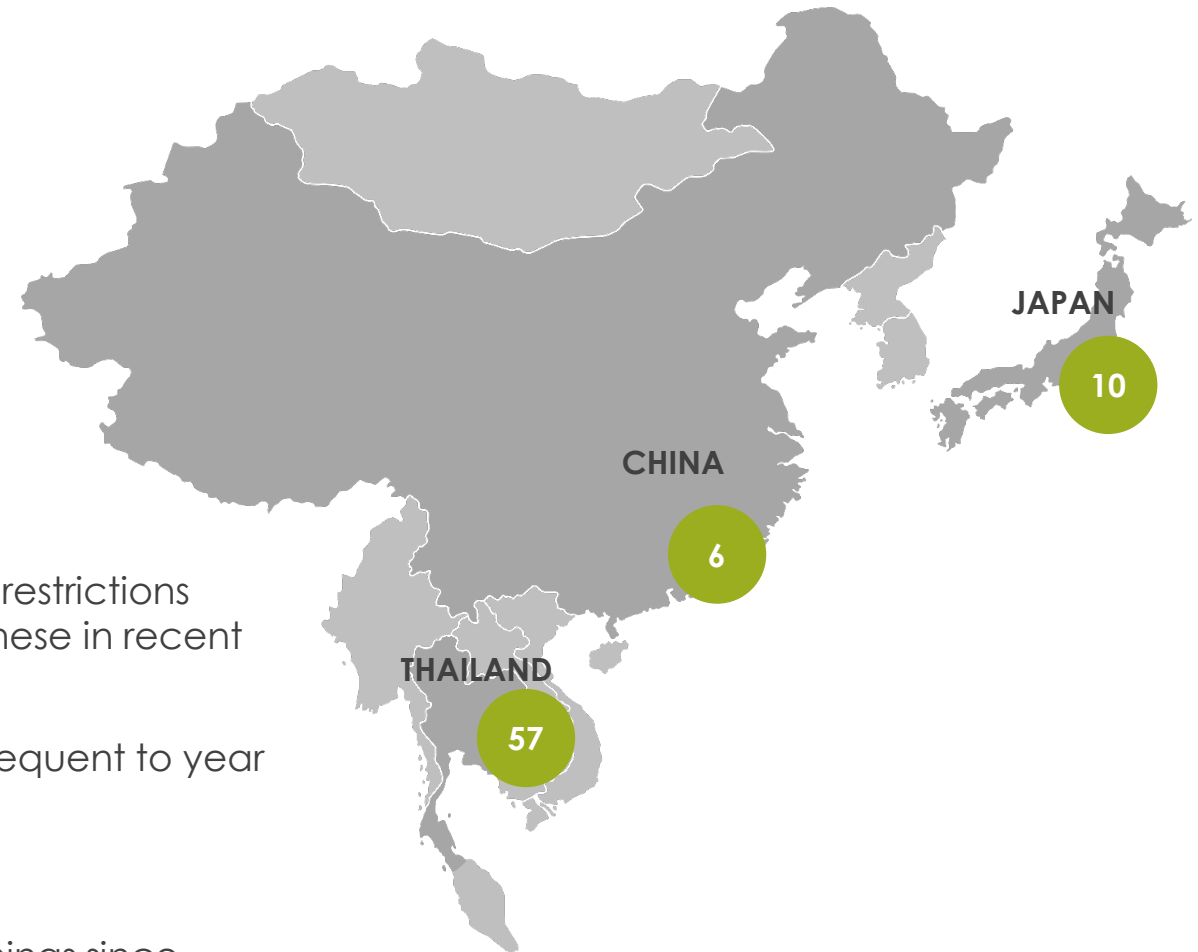 JAPAN
10
CHINA
6
restrictions
nese in recent
THAILAND
57
equent to year